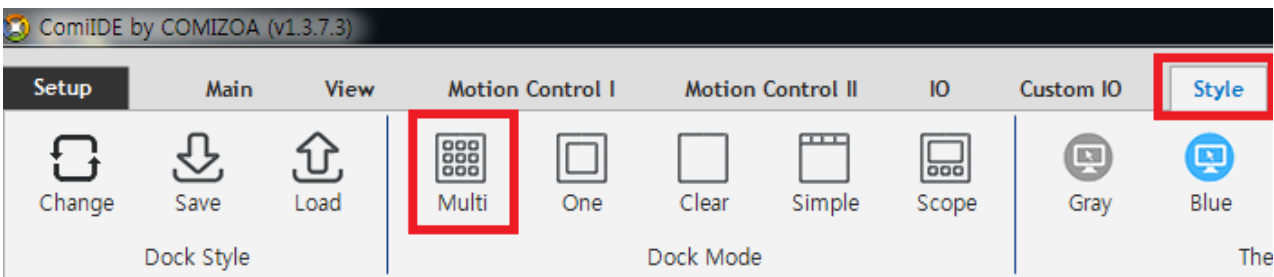 ComiIDE by COMIZOA (v1.3.7.3)
Setup Main View Motion Control I Motion Control II IO Custom IO Style
Change Save Load Multi One Clear Simple Scope Gray Blue
Dock Style Dock Mode The